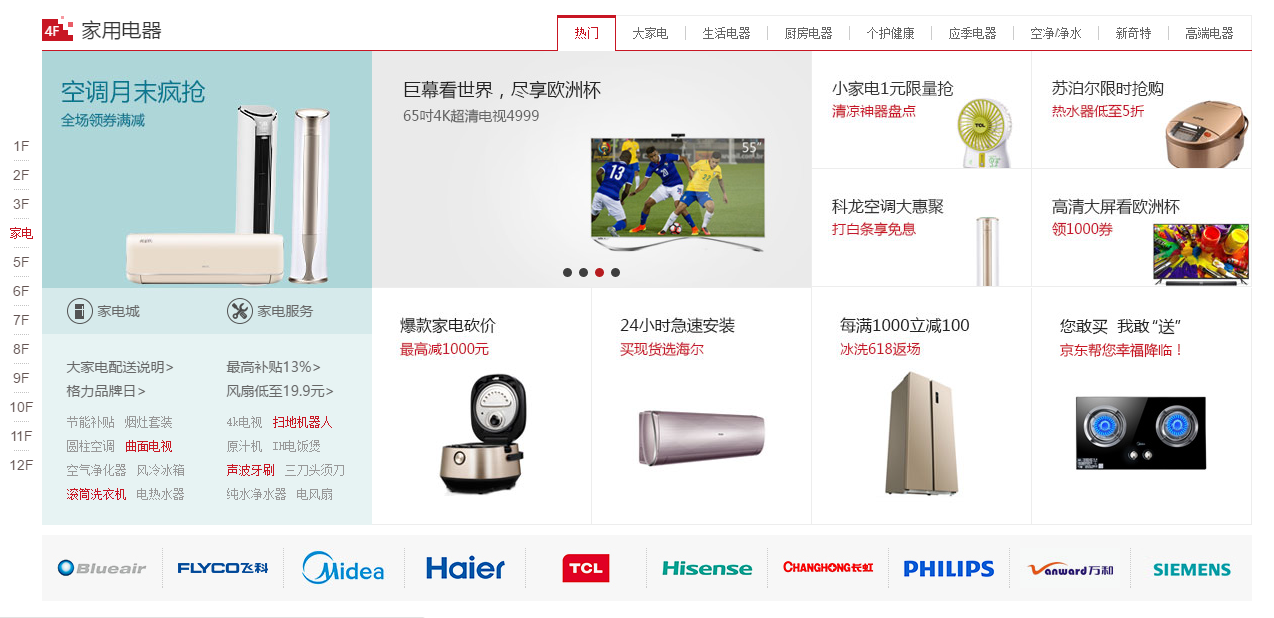 4F 家用电器
热门 大家电 生活电器 厨房电器 个护健康 应季电器 空净/净水 新奇特 高端电器
1F
2F
3F
家电
5F
6F
7F
8F
9F
10F
11F
12F
空调月末疯抢
全场领券满减
家电城 家电服务
大家电配送说明> 最高补贴13%>
格力品牌日> 风扇低至19.9元>
节能补贴 烟灶套装 4k电视 扫地机器人
圆柱空调 曲面电视 原汁机 IH电饭煲
空气净化器 风冷冰箱 声波牙刷 三刀头须刀
滚筒洗衣机 电热水器 纯水净水器 电风扇
巨幕看世界，尽享欧洲杯
65吋4K超清电视4999
55"
13
20
小家电1元限量抢
清凉神器盘点
TCL
苏泊尔限时抢购
热水器低至5折
科龙空调大惠聚
打白条享免息
高清大屏看欧洲杯
领1000券
爆款家电砍价
最高减1000元
24小时急速安装
买现货选海尔
每满1000立减100
冰洗618返场
您敢买 我敢“送”
京东帮您幸福降临！
Blueair FLYCO飞科 Midea Haier TCL Hisense CHANGHONG长虹 PHILIPS Vanward万和 SIEMENS